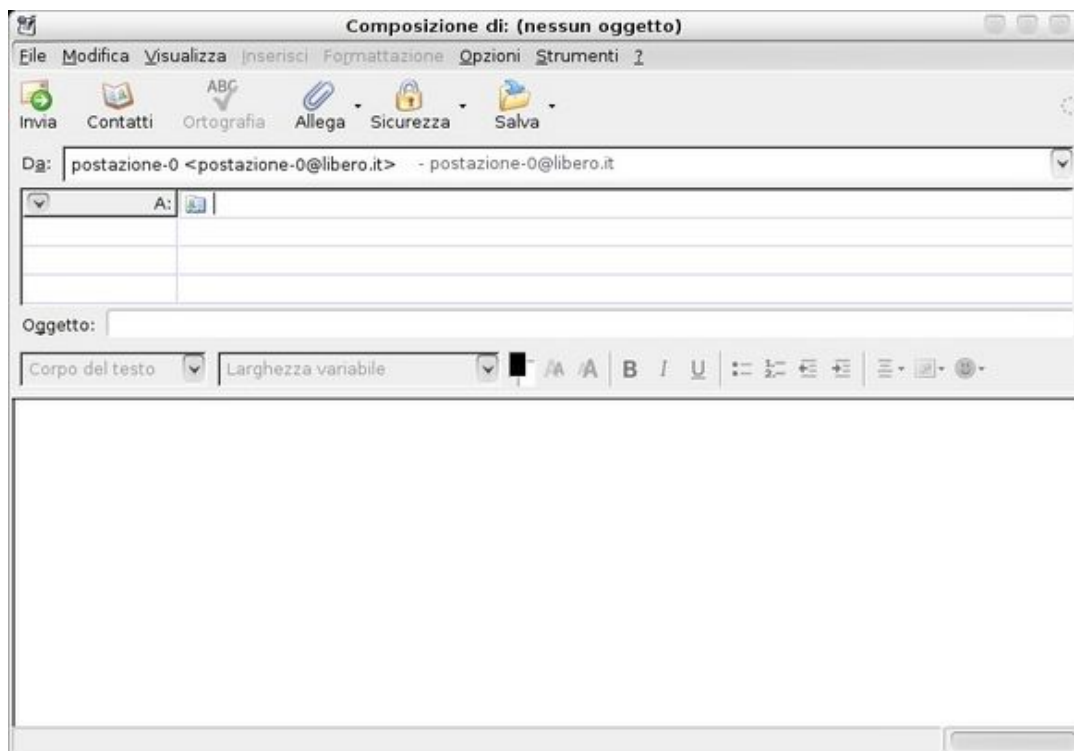 Composizione di: (nessun oggetto)
File Modifica Visualizza Inserisci Formattazione Opzioni Strumenti ?
ABC
Invia Contatti Ortografia Allega Sicurezza Salva
Da: postazione-0 <postazione-0@libero.it> - postazione-0@libero.it
A:
Oggetto:
Corpo del testo Larghezza variabile B I U